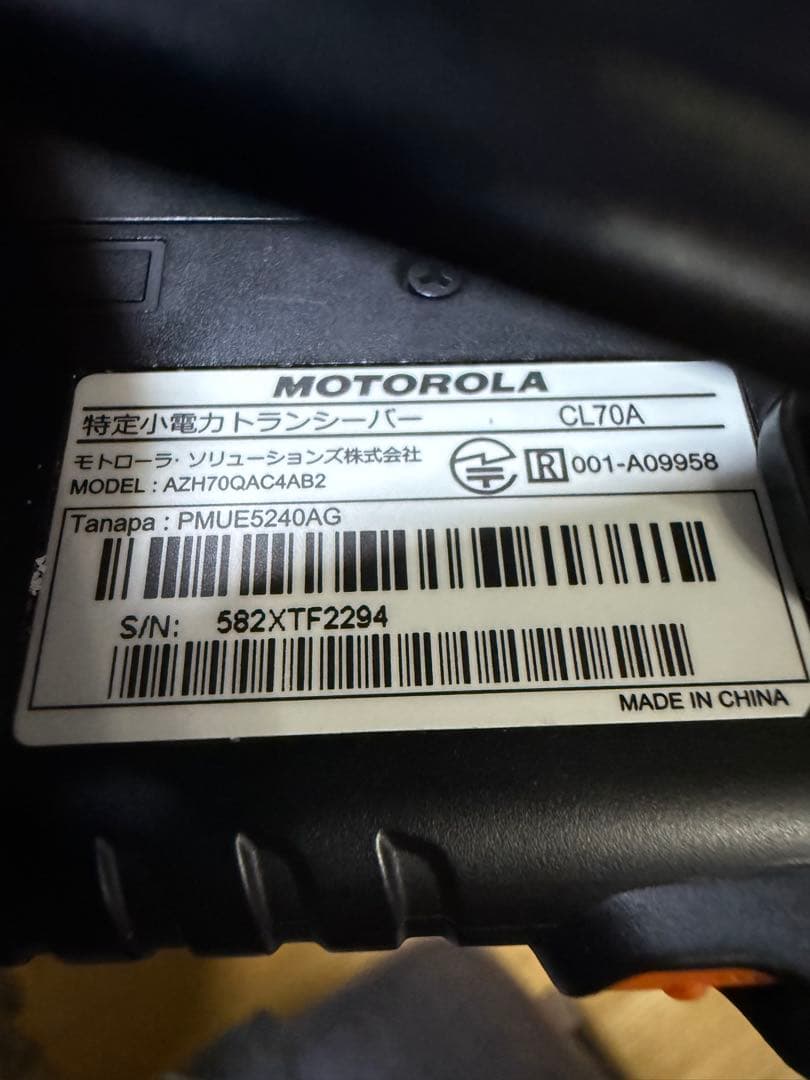 MOTOROLA
特定小電力トランシーバー CL70A
モトローラ・ソリューションズ株式会社
MODEL : AZH70QAC4AB2
R 001-A09958
Tanapa : PMUE5240AG
S/N: 582XTF2294
MADE IN CHINA